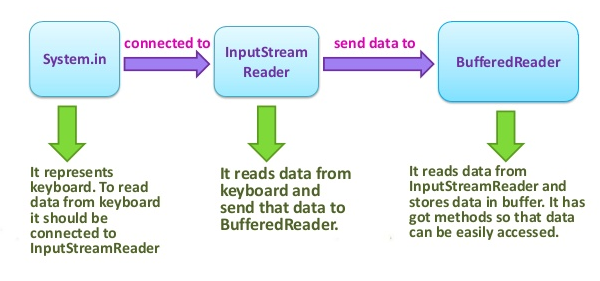 System.in
connected to
InputStream
Reader
send data to
BufferedReader
It represents
keyboard. To read
data from keyboard
it should be
connected to
InputStreamReader
It reads data from
keyboard and
send that data to
BufferedReader.
It reads data from
InputStreamReader and
stores data in buffer. It has
got methods so that data
can be easily accessed.